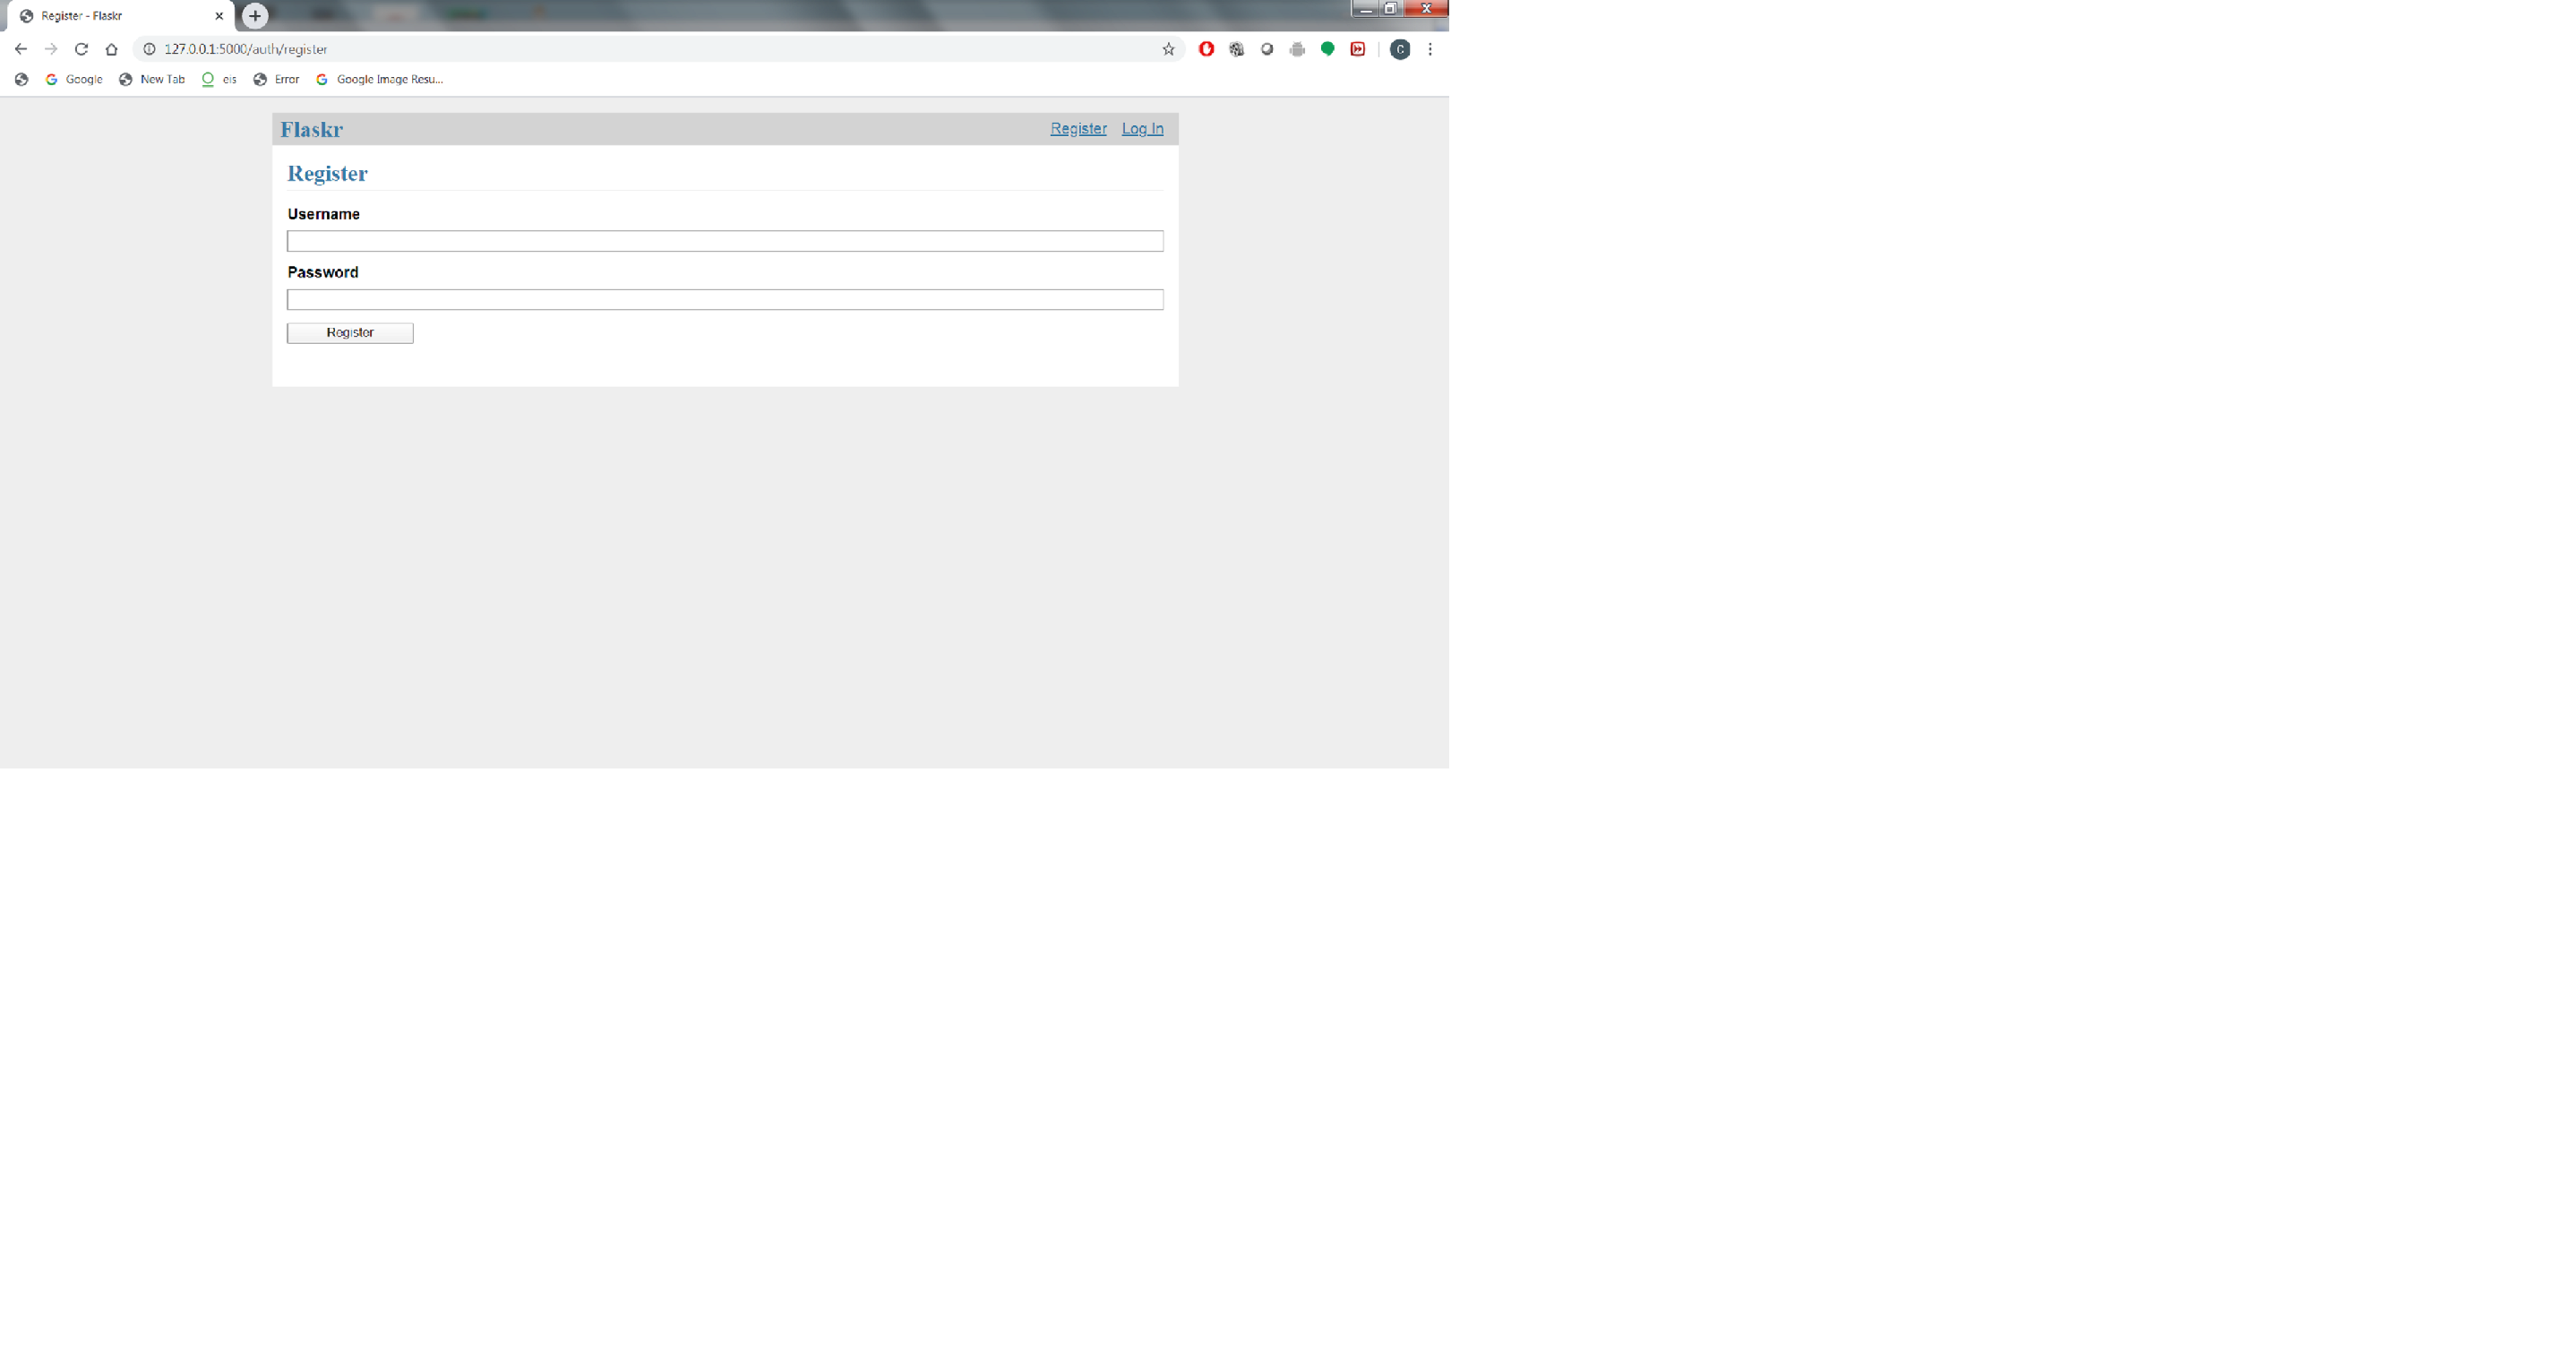 Register - Flaskr
127.0.0.1:5000/auth/register
C
Google New Tab eis Error Google Image Resu...
Flaskr Register Log In
Register
Username
Password
Register